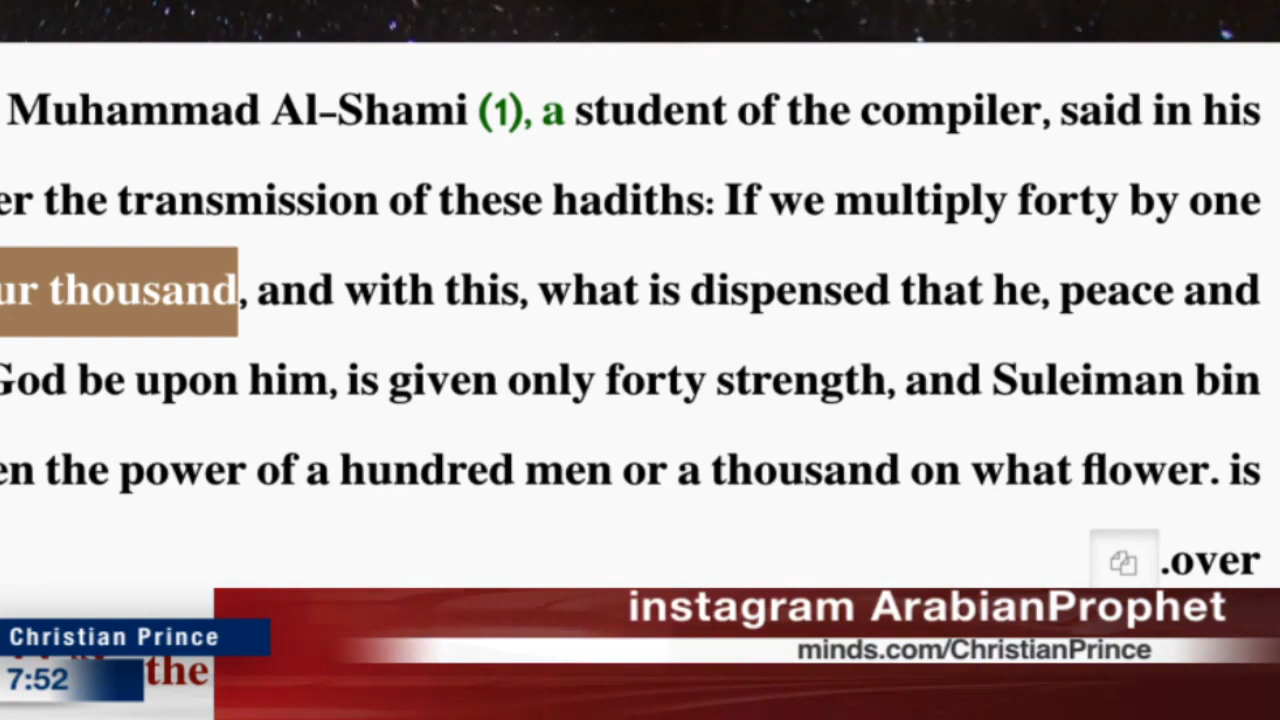 Muhammad Al-Shami (1), a student of the compiler, said in his
the transmission of these hadiths: If we multiply forty by one
thousand, and with this, what is dispensed that he, peace and
God be upon him, is given only forty strength, and Suleiman bin
the power of a hundred men or a thousand on what flower. is
.over
instagram ArabianProphet
Christian Prince
minds.com/ChristianPrince
7:52
the